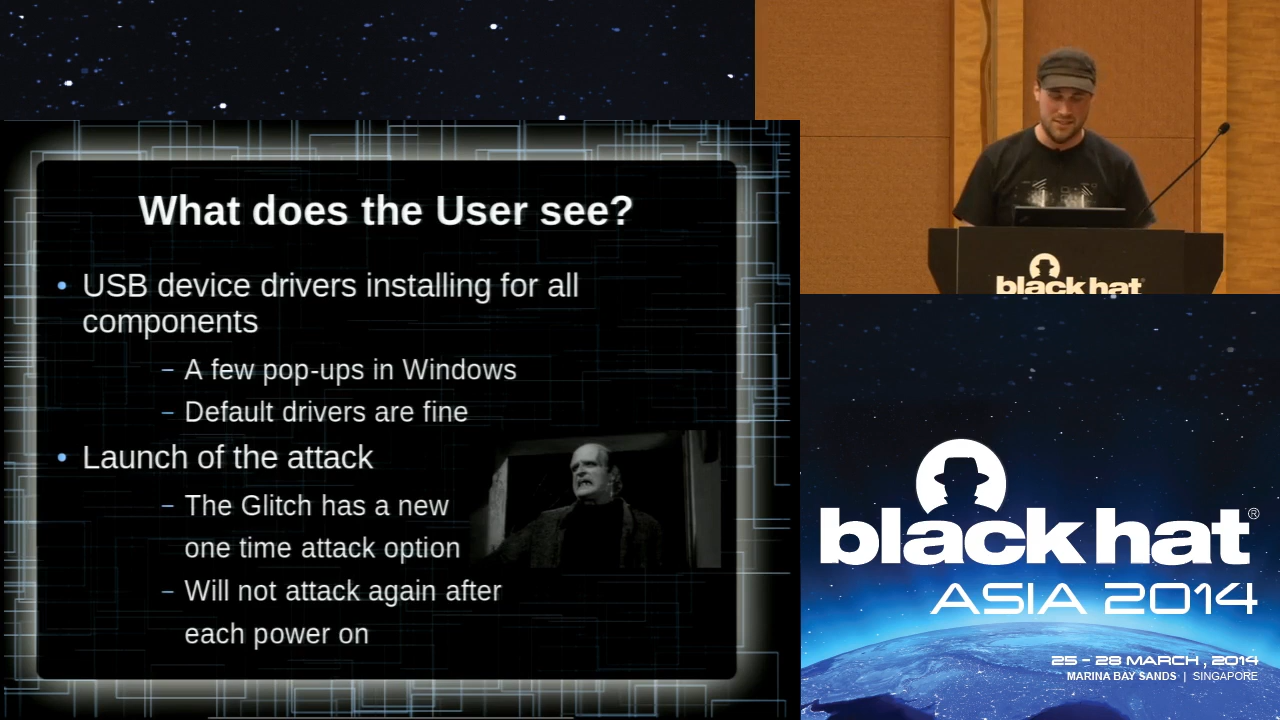 What does the User see?
• USB device drivers installing for all
components
– A few pop-ups in Windows
– Default drivers are fine
• Launch of the attack
– The Glitch has a new
one time attack option
– Will not attack again after
each power on
black hat
black hat®
ASIA 2014
25 - 28 MARCH, 2014
MARINA BAY SANDS | SINGAPORE